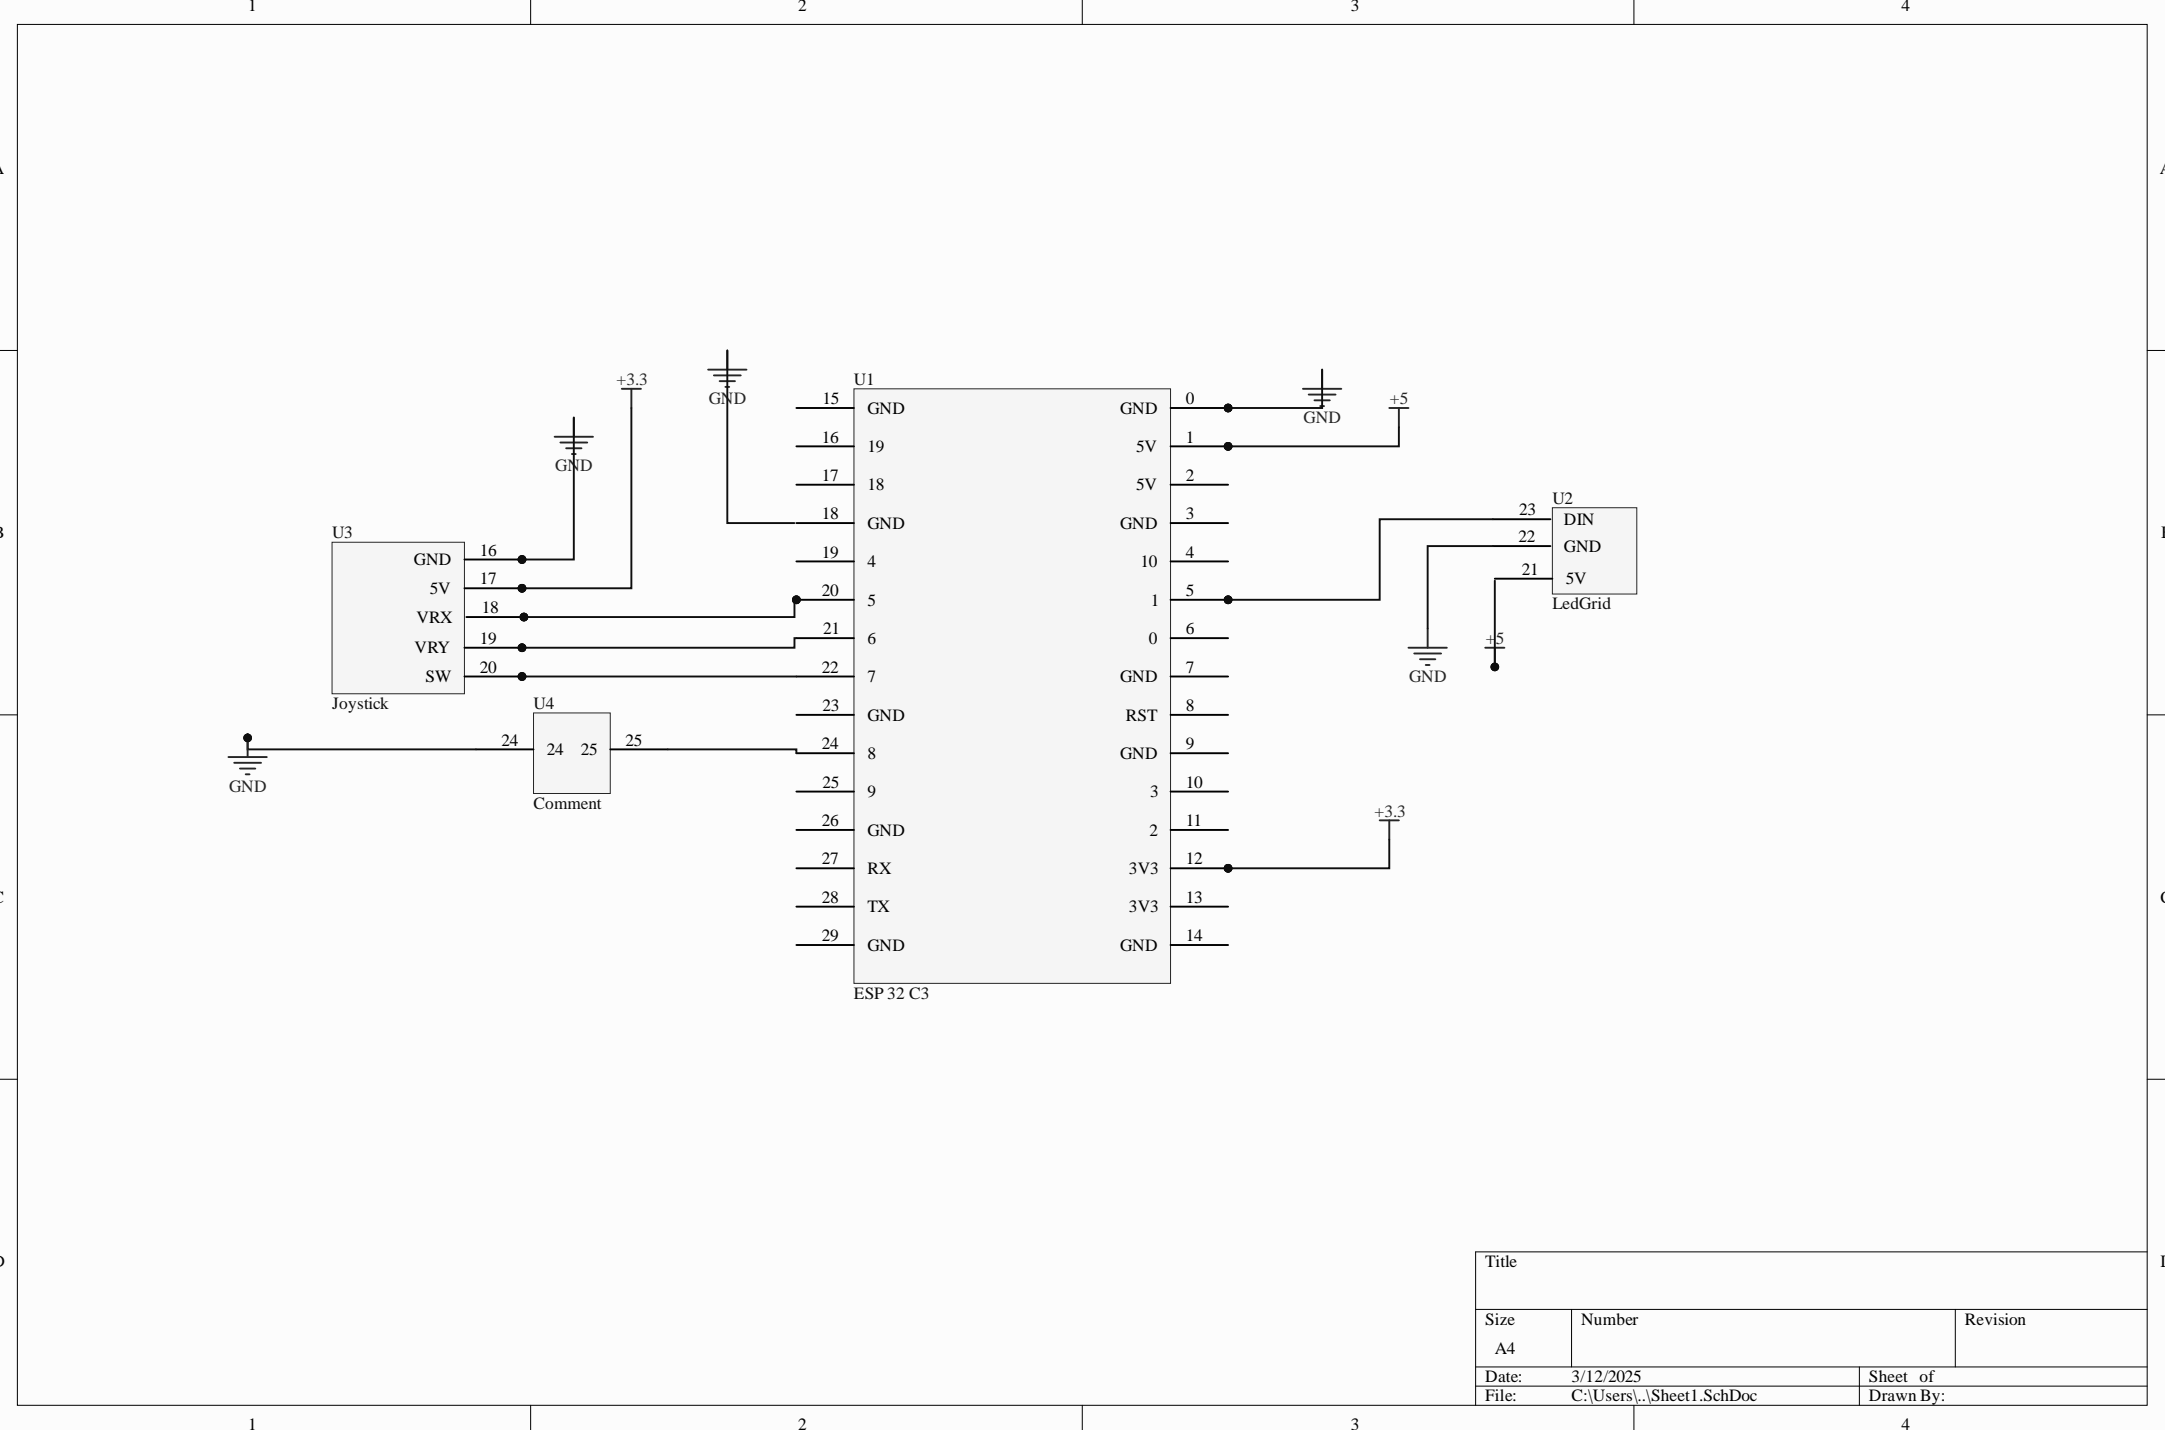 1 2 3 4
A A
+3.3
GND
GND
U1
15 GND GND 0
GND
+5
16 19 5V 1
17 18 5V 2
18 GND GND 3
19 4 10 4
20 5 1 5
21 6 0 6
22 7 GND 7
23 GND RST 8
24 8 GND 9
25 9 3 10
26 GND 2 11
27 RX 3V3 12
28 TX 3V3 13
29 GND GND 14
ESP 32 C3
+3.3
U2
23 DIN
22 GND
21 5V
LedGrid
+5
GND
B
U3
GND 16
5V 17
VRX 18
VRY 19
SW 20
Joystick
U4
24 24 25 25
Comment
GND
C
Title
Size
A4
Number
Revision
Date: 3/12/2025
Sheet of
File: C:\Users\..\Sheet1.SchDoc
Drawn By:
1 2 3 4